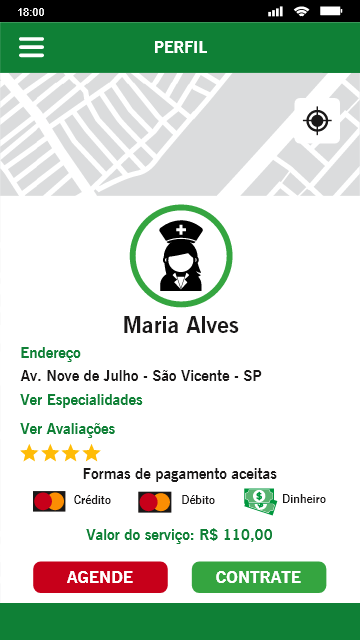 18:00
PERFIL
Maria Alves
Endereço
Av. Nove de Julho - São Vicente - SP
Ver Especialidades
Ver Avaliações
Formas de pagamento aceitas
Crédito Débito Dinheiro
Valor do serviço: R$ 110,00
AGENDE CONTRATE